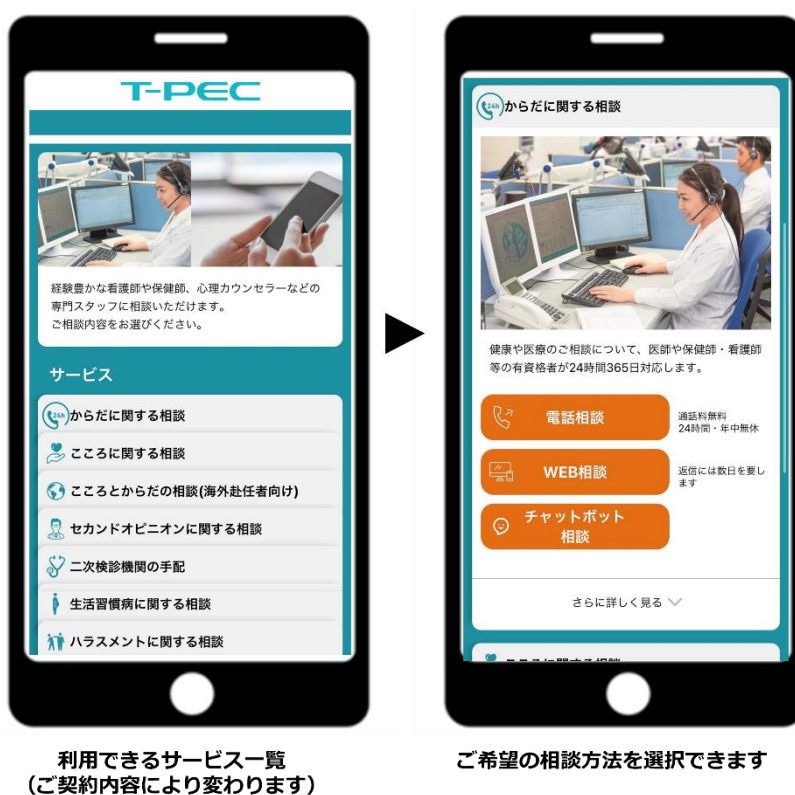 T-PEC
経験豊かな看護師や保健師、心理カウンセラーなどの
専門スタッフに相談いただけます。
ご相談内容をお選びください。
サービス
24h からだに関する相談
こころに関する相談
こころとからだの相談(海外赴任者向け)
セカンドオピニオンに関する相談
二次検診機関の手配
生活習慣病に関する相談
ハラスメントに関する相談
利用できるサービス一覧
(ご契約内容により変わります)
24h からだに関する相談
健康や医療のご相談について、医師や保健師・看護師
等の有資格者が24時間365日対応します。
電話相談
通話料無料
24時間・年中無休
WEB相談
返信には数日を要し
ます
チャットボット
相談
さらに詳しく見る
ご希望の相談方法を選択できます